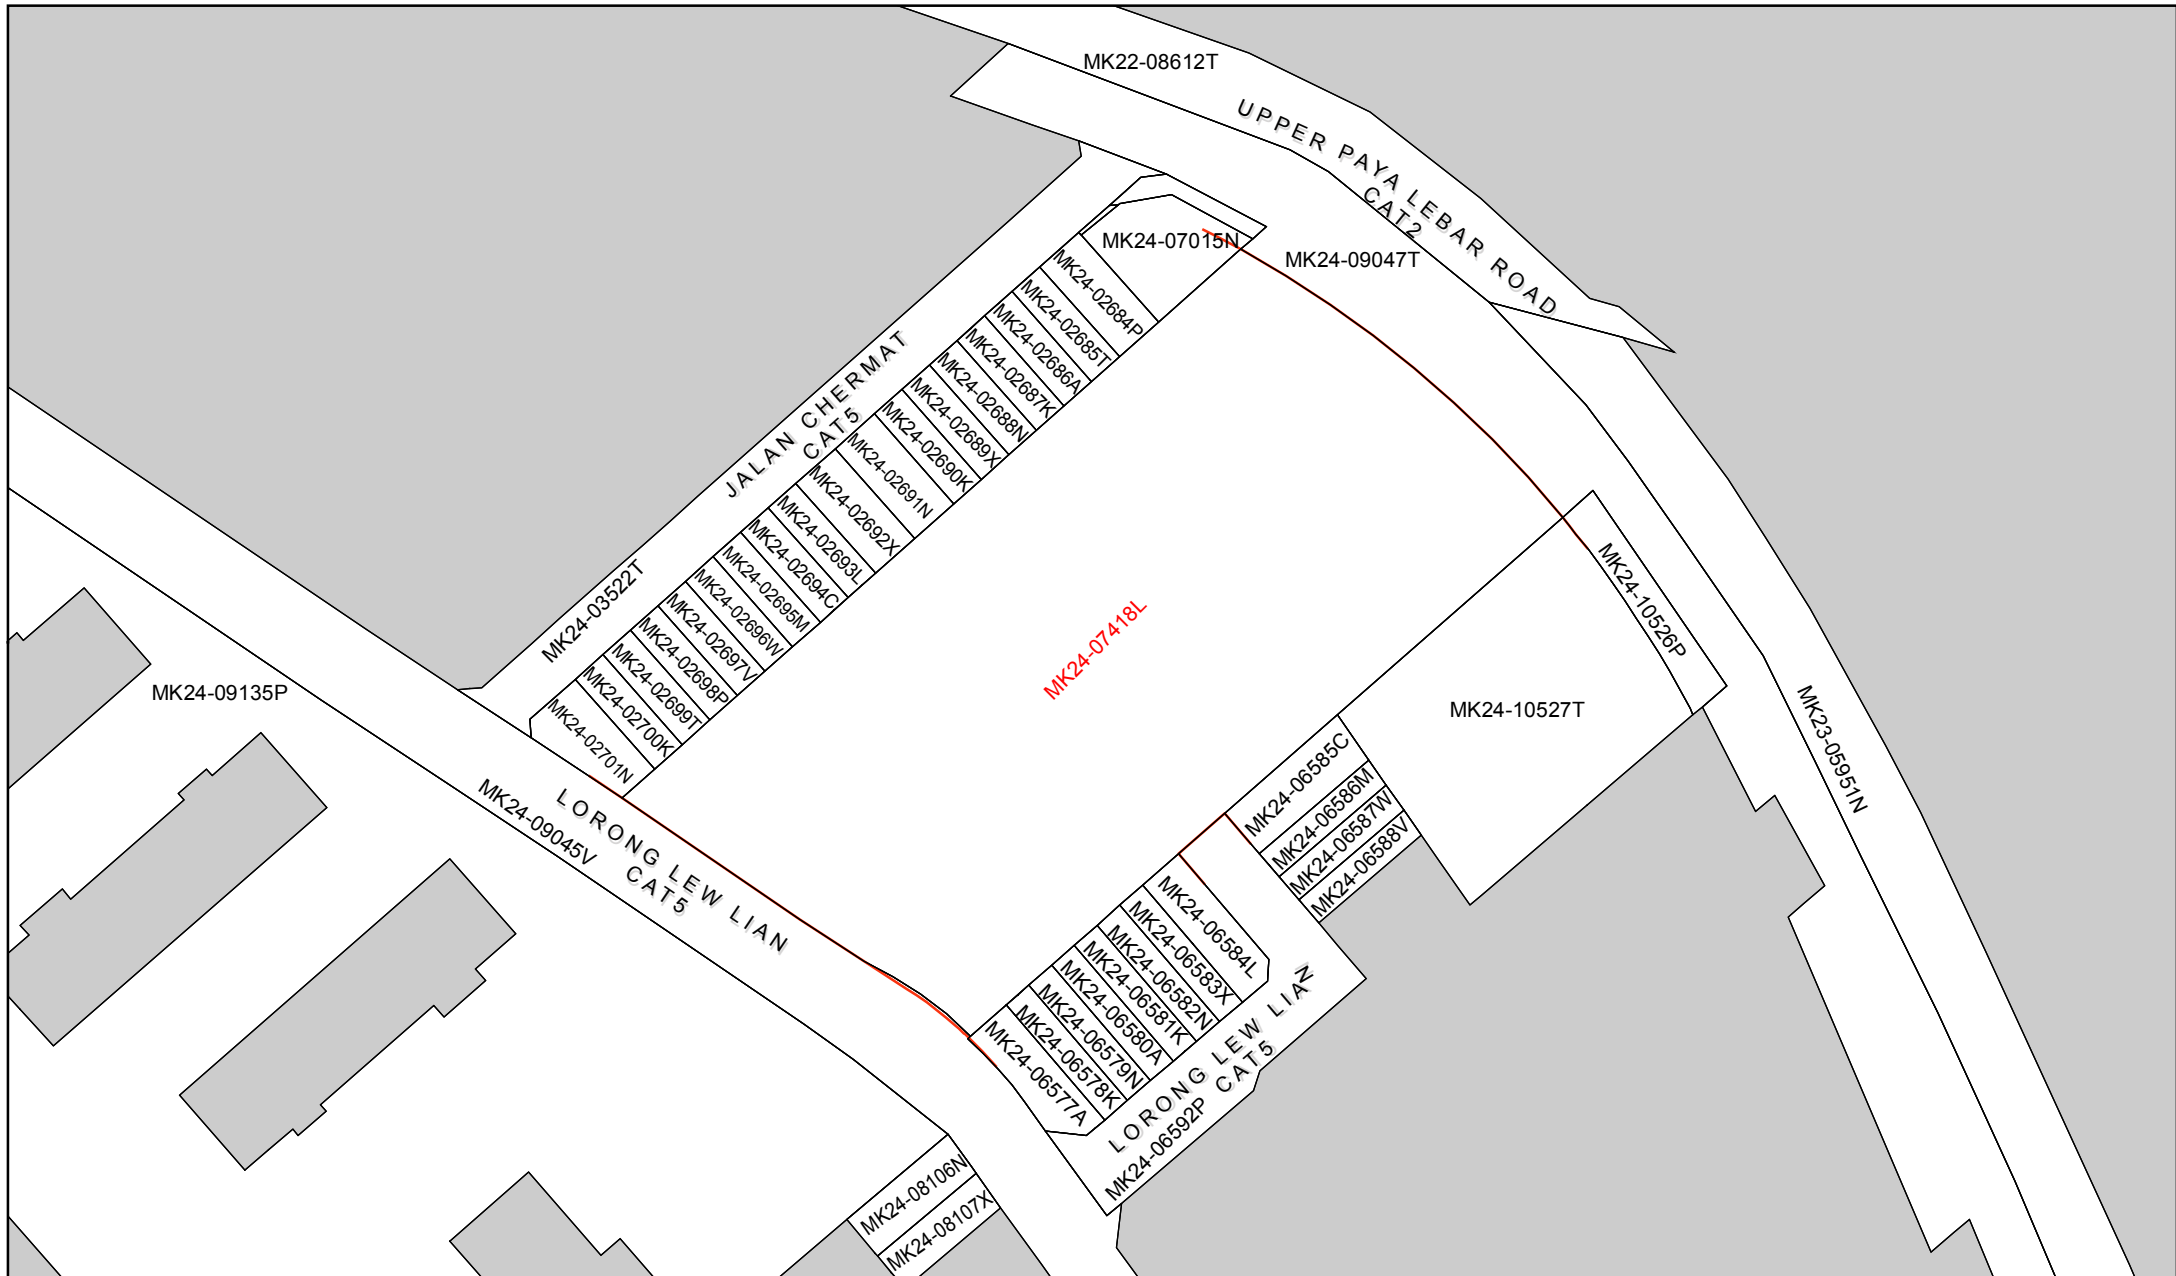 MK22-08612T
UPPER PAYA LEBAR ROAD
CAT2
MK24-07015N
MK24-09047T
MK24-02684P
MK24-02685T
MK24-02686A
MK24-02687K
MK24-02688N
MK24-02689X
MK24-02690K
MK24-02691N
MK24-02692X
MK24-02693L
MK24-02694C
MK24-02695M
MK24-02696W
MK24-02697V
MK24-02698P
MK24-02699T
MK24-02700K
MK24-02701N
JALAN CHERMAT
CAT5
MK24-03522T
MK24-07418L
MK24-10526P
MK24-10527T
MK23-05951N
MK24-09135P
MK24-09045V
LORONG LEW LIAN
CAT5
MK24-06585C
MK24-06586M
MK24-06587W
MK24-06588V
MK24-06584L
MK24-06583X
MK24-06582N
MK24-06581K
MK24-06580A
MK24-06579N
MK24-06578K
MK24-06577A
LORONG LEW LIAN
CAT5
MK24-06592P
MK24-08106N
MK24-08107X